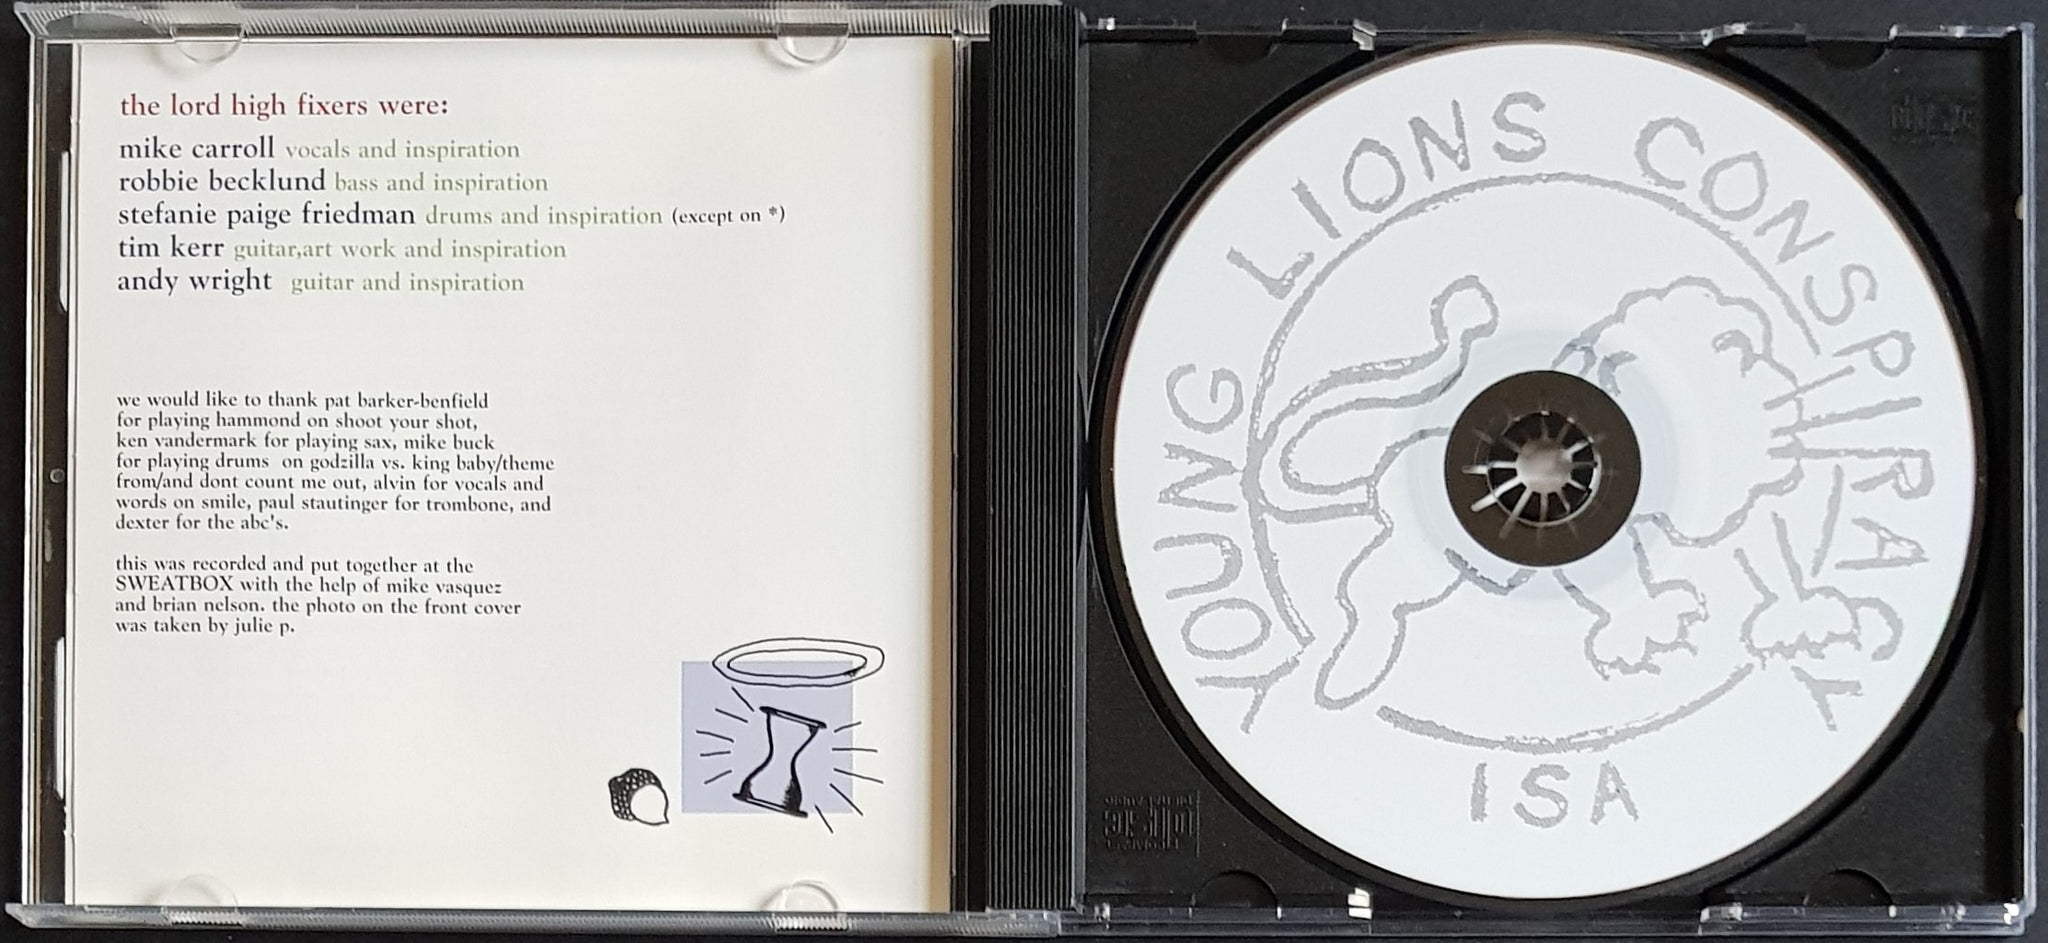 the lord high fixers were:
mike carroll vocals and inspiration
robbie becklund bass and inspiration
stefanie paige friedman drums and inspiration (except on *)
tim kerr guitar,art work and inspiration
andy wright guitar and inspiration
we would like to thank pat barker-benfield
for playing hammond on shoot your shot,
ken vandermark for playing sax, mike buck
for playing drums on godzilla vs. king baby/theme
from/and dont count me out, alvin for vocals and
words on smile, paul stautinger for trombone, and
dexter for the abc's.
this was recorded and put together at the
SWEATBOX with the help of mike vasquez
and brian nelson. the photo on the front cover
was taken by julie p.
YOUNG LIONS CONSPIRACY
ISA